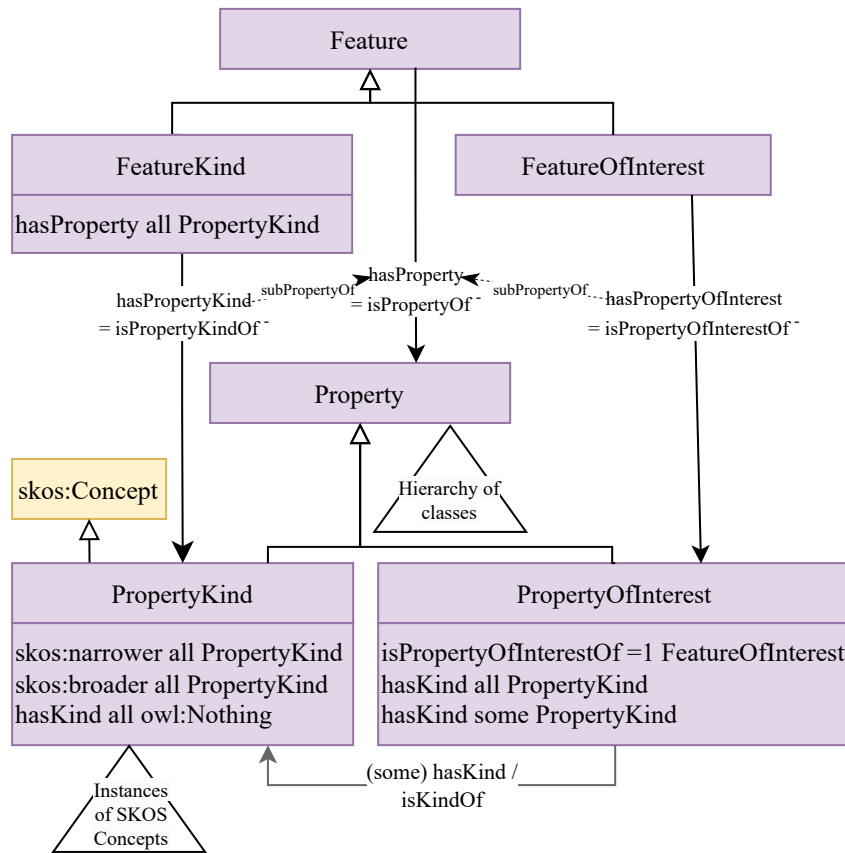 Feature
FeatureKind
FeatureOfInterest
hasProperty all PropertyKind
hasPropertyKind
= isPropertyKindOf -
subPropertyOf
hasProperty
= isPropertyOf -
subPropertyOf
hasPropertyOfInterest
= isPropertyOfInterestOf -
Property
Hierarchy of
classes
skos:Concept
PropertyKind
skos:narrower all PropertyKind
skos:broader all PropertyKind
hasKind all owl:Nothing
PropertyOfInterest
isPropertyOfInterestOf =1 FeatureOfInterest
hasKind all PropertyKind
hasKind some PropertyKind
(some) hasKind /
isKindOf
Instances
of SKOS
Concepts